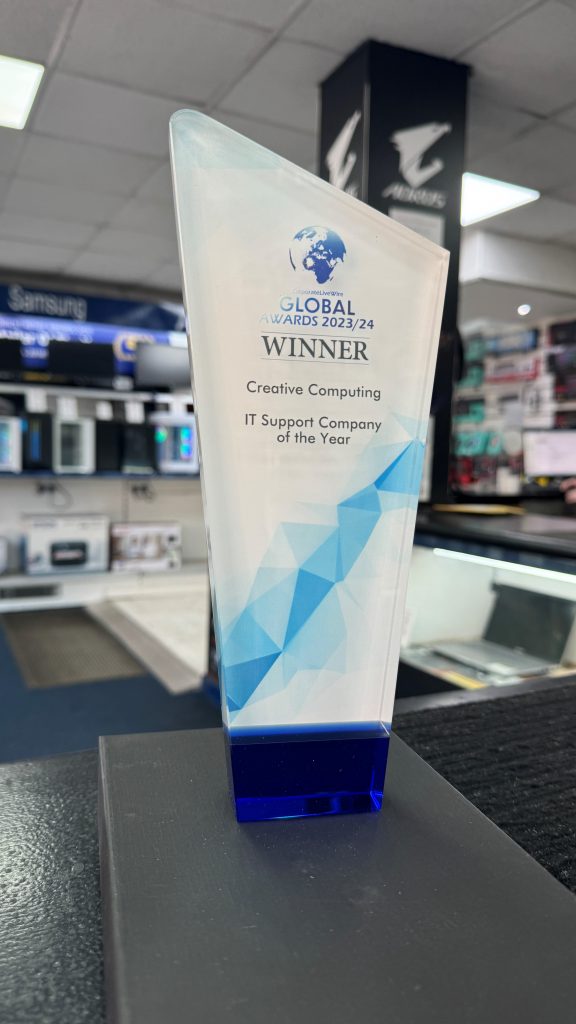 AORUS
CorporateLiveWire
GLOBAL
AWARDS 2023/24
WINNER
Creative Computing
IT Support Company
of the Year
Samsung